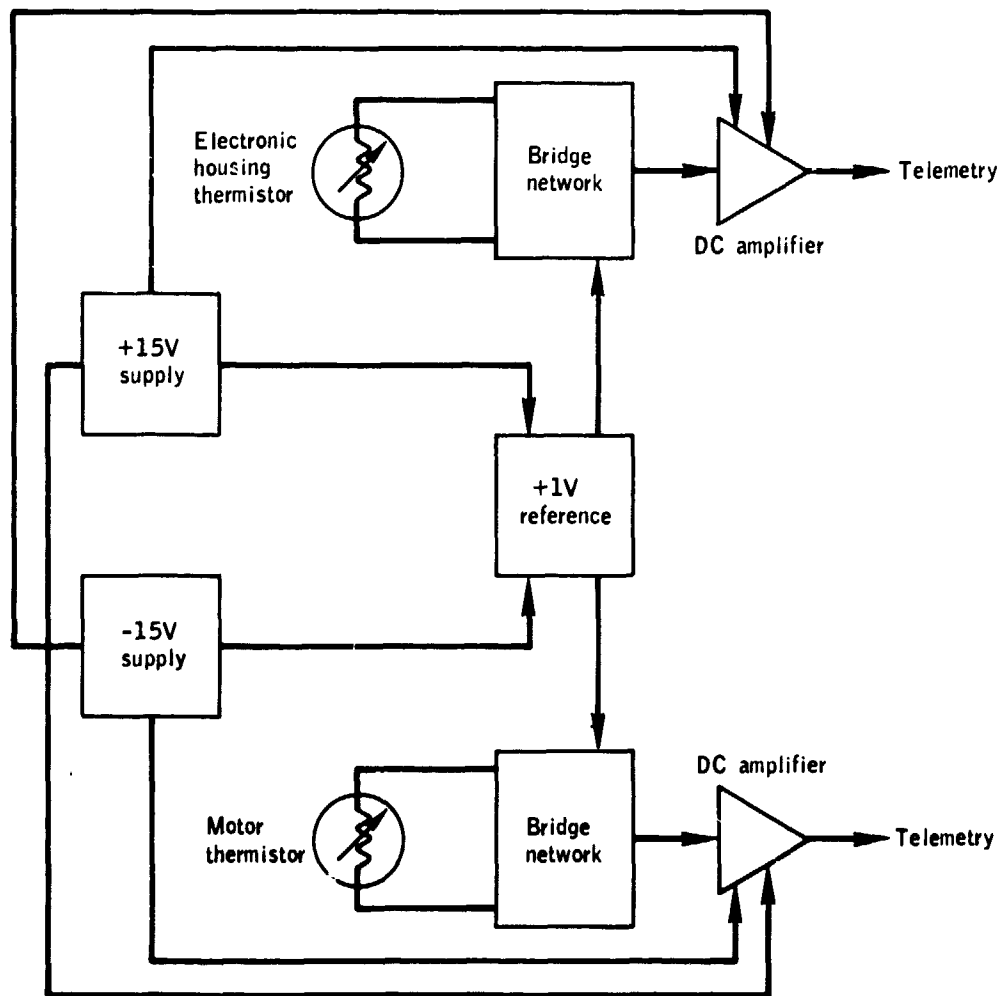 Electronic
housing
thermistor
Bridge
network
Telemetry
DC amplifier
+15V
supply
+1V
reference
-15V
supply
DC amplifier
Motor
thermistor
Bridge
network
Telemetry